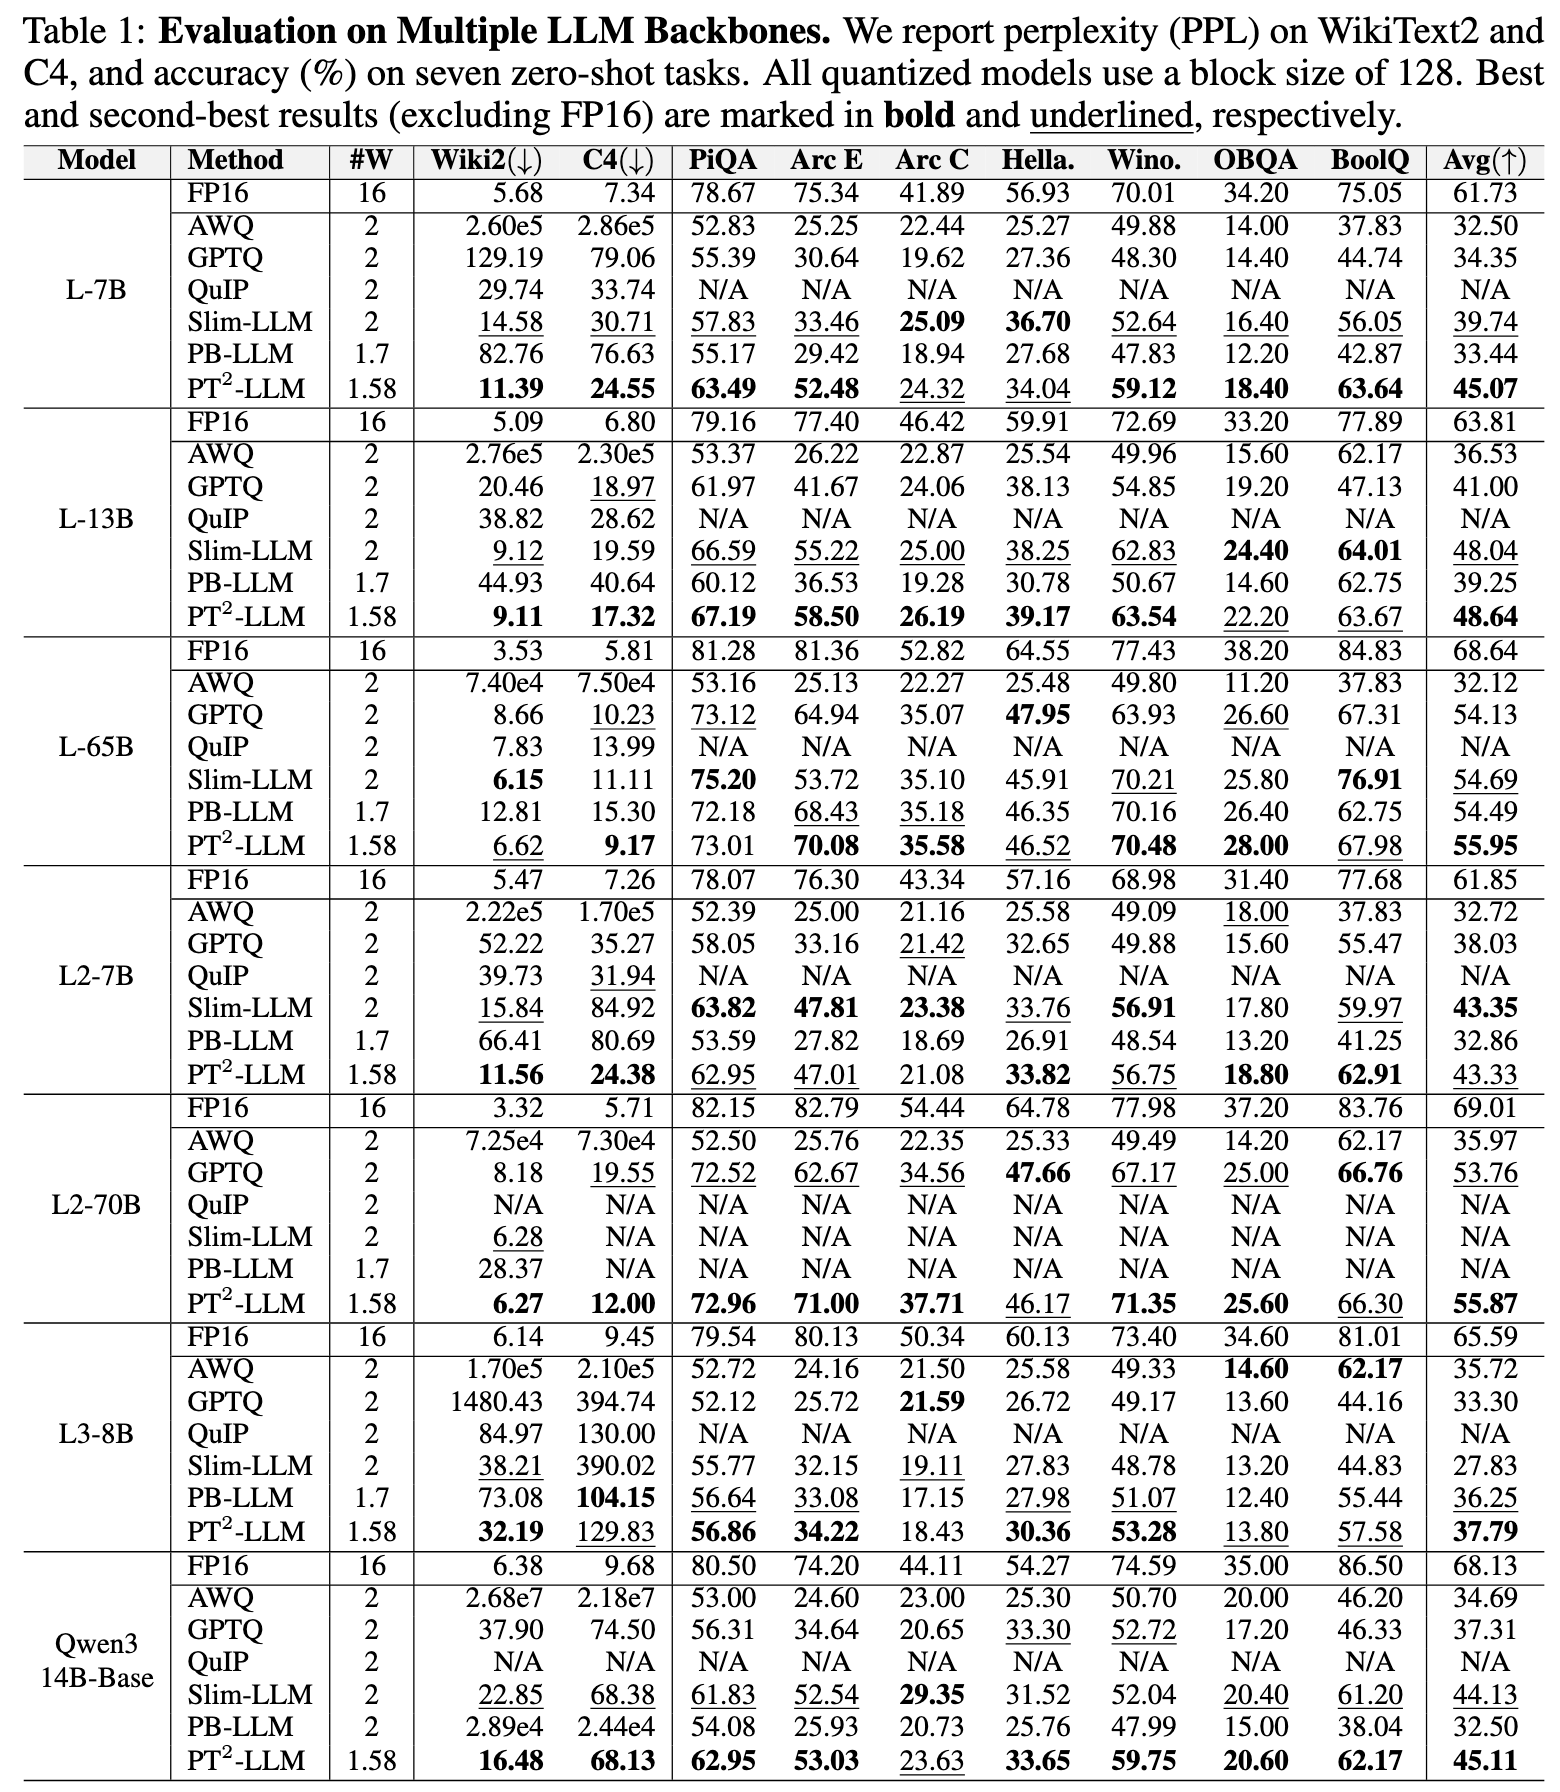 Table 1: Evaluation on Multiple LLM Backbones. We report perplexity (PPL) on WikiText2 and
C4, and accuracy (%) on seven zero-shot tasks. All quantized models use a block size of 128. Best
and second-best results (excluding FP16) are marked in bold and underlined, respectively.
Model Method #W Wiki2(↓) C4(↓) PiQA Arc E Arc C Hella. Wino. OBQA BoolQ Avg(↑)
FP16 16 5.68 7.34 78.67 75.34 41.89 56.93 70.01 34.20 75.05 61.73
AWQ 2 2.60e5 2.86e5 52.83 25.25 22.44 25.27 49.88 14.00 37.83 32.50
GPTQ 2 129.19 79.06 55.39 30.64 19.62 27.36 48.30 14.40 44.74 34.35
L-7B QuIP 2 29.74 33.74 N/A N/A N/A N/A N/A N/A N/A N/A
Slim-LLM 2 14.58 30.71 57.83 33.46 25.09 36.70 52.64 16.40 56.05 39.74
PB-LLM 1.7 82.76 76.63 55.17 29.42 18.94 27.68 47.83 12.20 42.87 33.44
PT²-LLM 1.58 11.39 24.55 63.49 52.48 24.32 34.04 59.12 18.40 63.64 45.07
FP16 16 5.09 6.80 79.16 77.40 46.42 59.91 72.69 33.20 77.89 63.81
AWQ 2 2.76e5 2.30e5 53.37 26.22 22.87 25.54 49.96 15.60 62.17 36.53
GPTQ 2 20.46 18.97 61.97 41.67 24.06 38.13 54.85 19.20 47.13 41.00
L-13B QuIP 2 38.82 28.62 N/A N/A N/A N/A N/A N/A N/A N/A
Slim-LLM 2 9.12 19.59 66.59 55.22 25.00 38.25 62.83 24.40 64.01 48.04
PB-LLM 1.7 44.93 40.64 60.12 36.53 19.28 30.78 50.67 14.60 62.75 39.25
PT²-LLM 1.58 9.11 17.32 67.19 58.50 26.19 39.17 63.54 22.20 63.67 48.64
FP16 16 3.53 5.81 81.28 81.36 52.82 64.55 77.43 38.20 84.83 68.64
AWQ 2 7.40e4 7.50e4 53.16 25.13 22.27 25.48 49.80 11.20 37.83 32.12
GPTQ 2 8.66 10.23 73.12 64.94 35.07 47.95 63.93 26.60 67.31 54.13
L-65B QuIP 2 7.83 13.99 N/A N/A N/A N/A N/A N/A N/A N/A
Slim-LLM 2 6.15 11.11 75.20 53.72 35.10 45.91 70.21 25.80 76.91 54.69
PB-LLM 1.7 12.81 15.30 72.18 68.43 35.18 46.35 70.16 26.40 62.75 54.49
PT²-LLM 1.58 6.62 9.17 73.01 70.08 35.58 46.52 70.48 28.00 67.98 55.95
FP16 16 5.47 7.26 78.07 76.30 43.34 57.16 68.98 31.40 77.68 61.85
AWQ 2 2.22e5 1.70e5 52.39 25.00 21.16 25.58 49.09 18.00 37.83 32.72
GPTQ 2 52.22 35.27 58.05 33.16 21.42 32.65 49.88 15.60 55.47 38.03
L2-7B QuIP 2 39.73 31.94 N/A N/A N/A N/A N/A N/A N/A N/A
Slim-LLM 2 15.84 84.92 63.82 47.81 23.38 33.76 56.91 17.80 59.97 43.35
PB-LLM 1.7 66.41 80.69 53.59 27.82 18.69 26.91 48.54 13.20 41.25 32.86
PT²-LLM 1.58 11.56 24.38 62.95 47.01 21.08 33.82 56.75 18.80 62.91 43.33
FP16 16 3.32 5.71 82.15 82.79 54.44 64.78 77.98 37.20 83.76 69.01
AWQ 2 7.25e4 7.30e4 52.50 25.76 22.35 25.33 49.49 14.20 62.17 35.97
GPTQ 2 8.18 19.55 72.52 62.67 34.56 47.66 67.17 25.00 66.76 53.76
L2-70B QuIP 2 N/A N/A N/A N/A N/A N/A N/A N/A N/A N/A
Slim-LLM 2 6.28 N/A N/A N/A N/A N/A N/A N/A N/A N/A
PB-LLM 1.7 28.37 N/A N/A N/A N/A N/A N/A N/A N/A N/A
PT²-LLM 1.58 6.27 12.00 72.96 71.00 37.71 46.17 71.35 25.60 66.30 55.87
FP16 16 6.14 9.45 79.54 80.13 50.34 60.13 73.40 34.60 81.01 65.59
AWQ 2 1.70e5 2.10e5 52.72 24.16 21.50 25.58 49.33 14.60 62.17 35.72
GPTQ 2 1480.43 394.74 52.12 25.72 21.59 26.72 49.17 13.60 44.16 33.30
L3-8B QuIP 2 84.97 130.00 N/A N/A N/A N/A N/A N/A N/A N/A
Slim-LLM 2 38.21 390.02 55.77 32.15 19.11 27.83 48.78 13.20 44.83 27.83
PB-LLM 1.7 73.08 104.15 56.64 33.08 17.15 27.98 51.07 12.40 55.44 36.25
PT²-LLM 1.58 32.19 129.83 56.86 34.22 18.43 30.36 53.28 13.80 57.58 37.79
FP16 16 6.38 9.68 80.50 74.20 44.11 54.27 74.59 35.00 86.50 68.13
AWQ 2 2.68e7 2.18e7 53.00 24.60 23.00 25.30 50.70 20.00 46.20 34.69
GPTQ 2 37.90 74.50 56.31 34.64 20.65 33.30 52.72 17.20 46.33 37.31
Qwen3
14B-Base QuIP 2 N/A N/A N/A N/A N/A N/A N/A N/A N/A N/A
Slim-LLM 2 22.85 68.38 61.83 52.54 29.35 31.52 52.04 20.40 61.20 44.13
PB-LLM 2 2.89e4 2.44e4 54.08 25.93 20.73 25.76 47.99 15.00 38.04 32.50
PT²-LLM 1.58 16.48 68.13 62.95 53.03 23.63 33.65 59.75 20.60 62.17 45.11